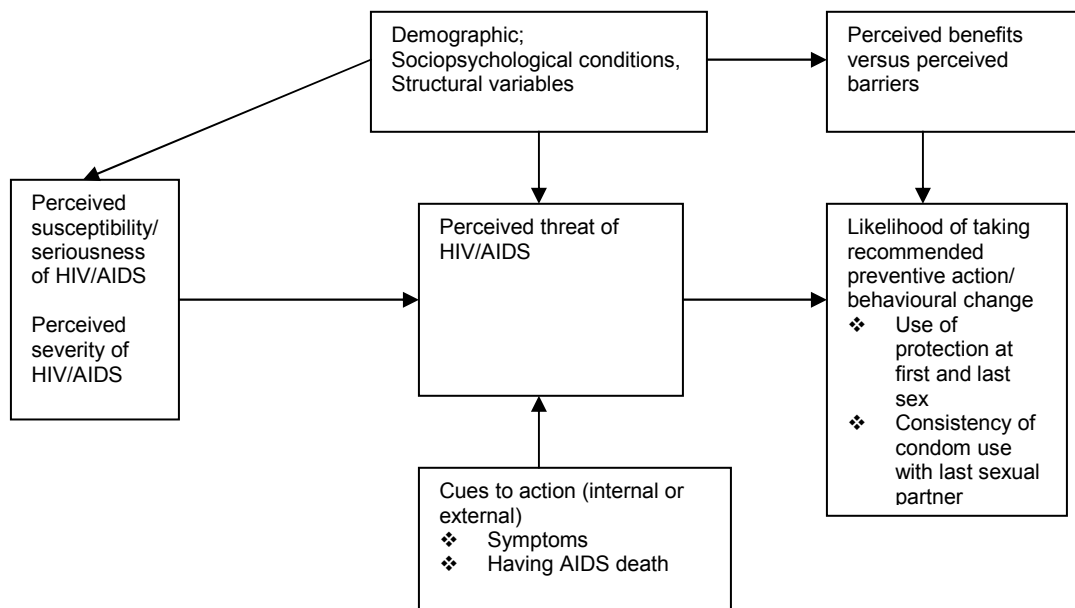 Demographic;
Sociopsychological conditions,
Structural variables
Perceived benefits
versus perceived
barriers
Perceived
susceptibility/
seriousness
of HIV/AIDS
Perceived
severity of
HIV/AIDS
Perceived threat of
HIV/AIDS
Likelihood of taking
recommended
preventive action/
behavioural change
❖ Use of
protection at
first and last
sex
❖ Consistency of
condom use
with last sexual
partner
Cues to action (internal or
external)
❖ Symptoms
❖ Having AIDS death